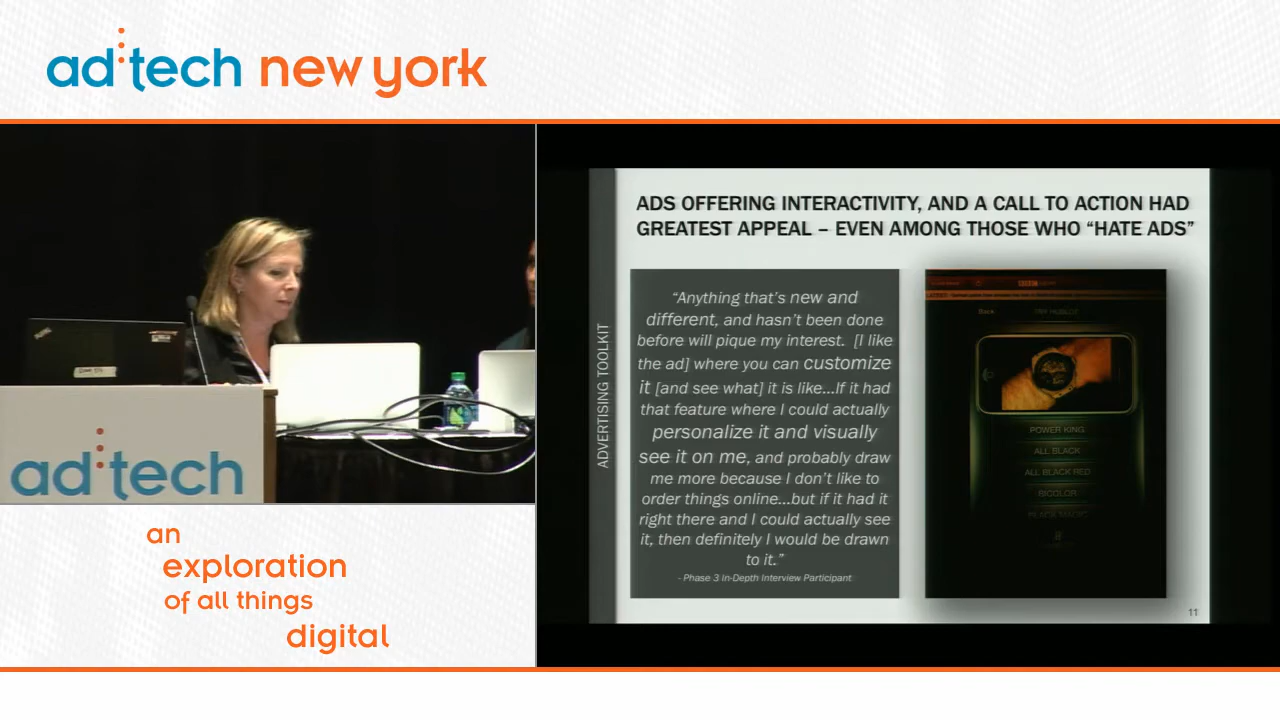 ad:tech new york
ADS OFFERING INTERACTIVITY, AND A CALL TO ACTION HAD
GREATEST APPEAL – EVEN AMONG THOSE WHO “HATE ADS”
ADVERTISING TOOLKIT
“Anything that’s new and
different, and hasn’t been done
before will pique my interest. [I like
the ad] where you can customize
it [and see what] it is like...If it had
that feature where I could actually
personalize it and visually
see it on me, and probably draw
me more because I don’t like to
order things online...but if it had it
right there and I could actually see
it, then definitely I would be drawn
to it.”
- Phase 3 In-Depth Interview Participant
BBC
Back
TRY HUBLOT
POWER KING
ALL BLACK
ALL BLACK RED
BICOLOR
BLACK MAGIC
11
ad:tech
an
exploration
of all things
digital